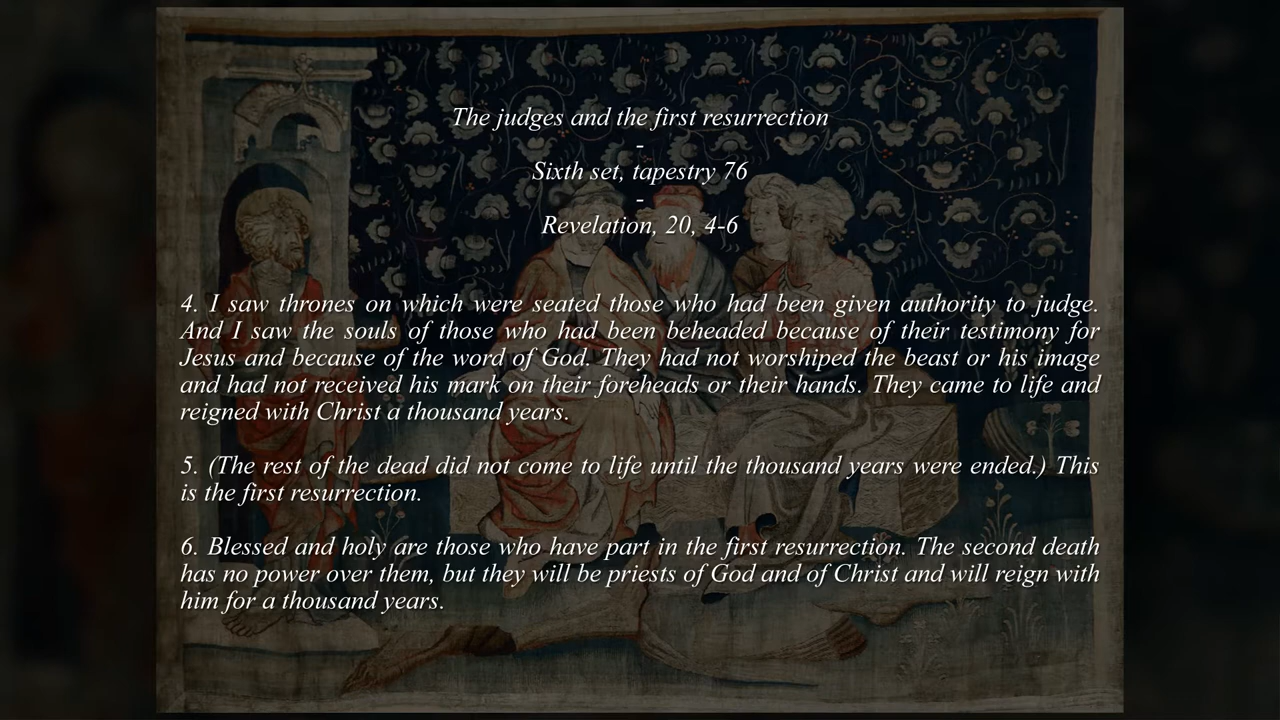 The judges and the first resurrection
-
Sixth set, tapestry 76
-
Revelation, 20, 4-6
4. I saw thrones on which were seated those who had been given authority to judge.
And I saw the souls of those who had been beheaded because of their testimony for
Jesus and because of the word of God. They had not worshiped the beast or his image
and had not received his mark on their foreheads or their hands. They came to life and
reigned with Christ a thousand years.
5. (The rest of the dead did not come to life until the thousand years were ended.) This
is the first resurrection.
6. Blessed and holy are those who have part in the first resurrection. The second death
has no power over them, but they will be priests of God and of Christ and will reign with
him for a thousand years.